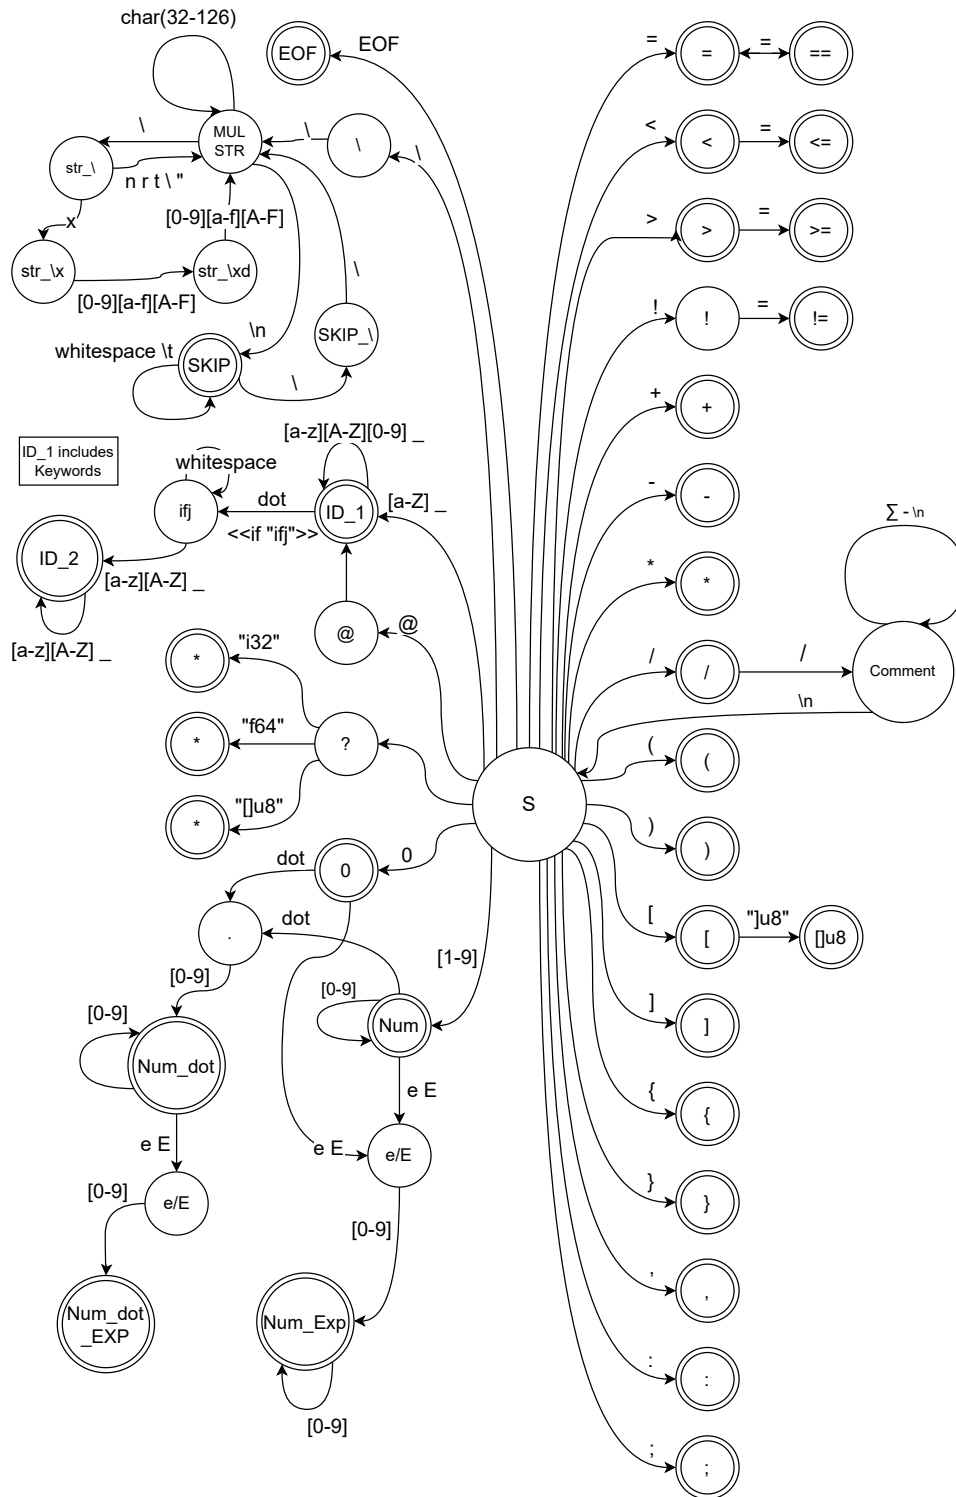 char(32-126)
EOF
EOF
=
=
=
==
\
MUL
STR
\
\
\
<
<
=
<=
str_\
n r t \ "
x
[0-9][a-f][A-F]
>
>
=
>=
str_\x
str_\xd
\
[0-9][a-f][A-F]
!
!
=
!=
\n
SKIP_\
whitespace \t
SKIP
\
+
+
ID_1 includes
Keywords
[a-z][A-Z][0-9] _
whitespace
-
-
ifj
dot
ID_1
[a-Z] _
<<if "ifj">>
Σ - \n
ID_2
[a-z][A-Z] _
*
*
[a-z][A-Z] _
@
@
*
"i32"
/
/
/
Comment
\n
*
"f64"
?
(
(
*
"[]u8"
S
)
)
dot
0
0
.
dot
[
[
"]u8"
[]u8
[1-9]
[0-9]
[0-9]
[0-9]
Num
]
]
Num_dot
e E
e E
e E
e/E
{
{
[0-9]
e/E
[0-9]
}
}
Num_dot
_EXP
Num_Exp
,
,
[0-9]
:
:
;
;